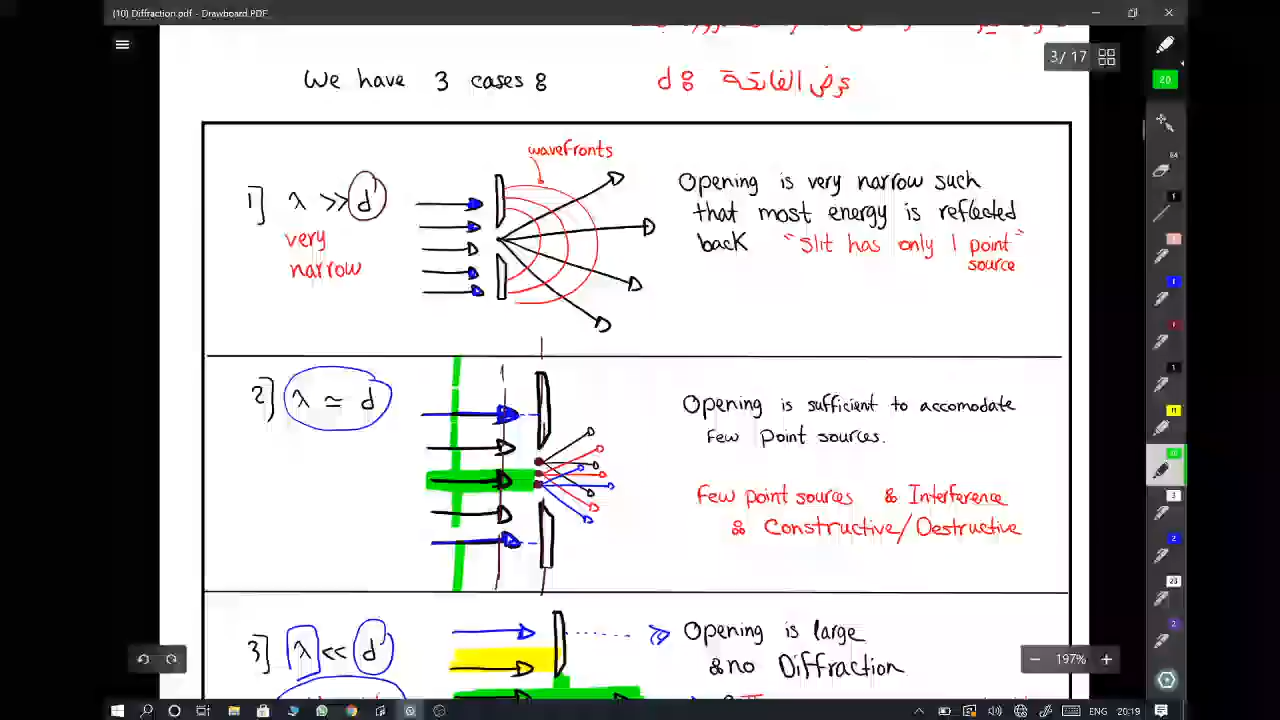 (10) Diffraction.pdf - Drawboard PDF
3 / 17
20
We have 3 cases :
d : عرض الفتحة
1] λ >> d
very
narrow
wavefronts
Opening is very narrow such
that most energy is reflected
back "Slit has only 1 point"
source
2] λ ≃ d
Opening is sufficient to accomodate
Few Point sources.
Few point sources ∴ Interference
∴ Constructive/Destructive
3] λ << d
Opening is large
∴ no Diffraction
197%
ENG
20:19